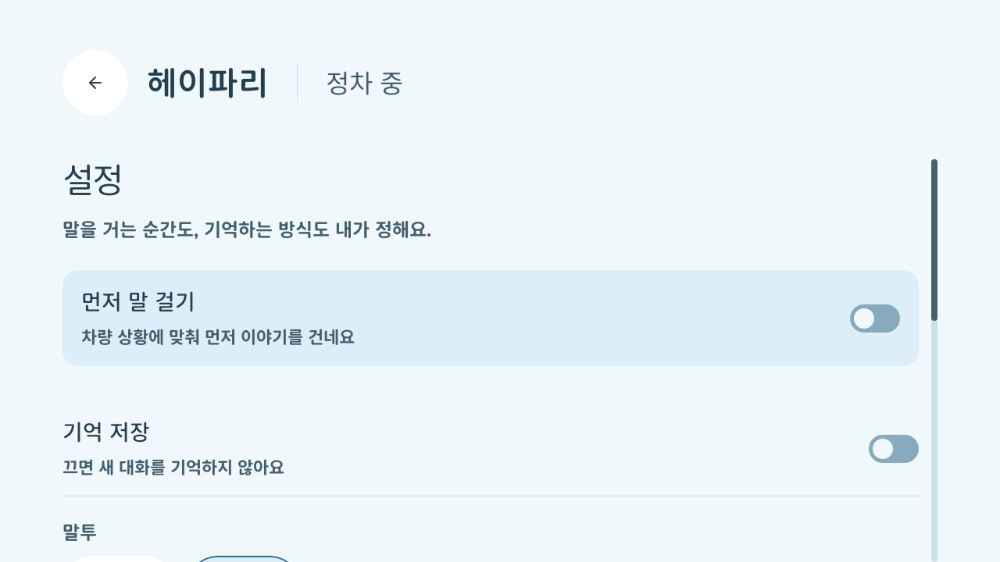 헤이파리
정차 중
설정
말을 거는 순간도, 기억하는 방식도 내가 정해요.
먼저 말 걸기
차량 상황에 맞춰 먼저 이야기를 건네요
기억 저장
끄면 새 대화를 기억하지 않아요
말투